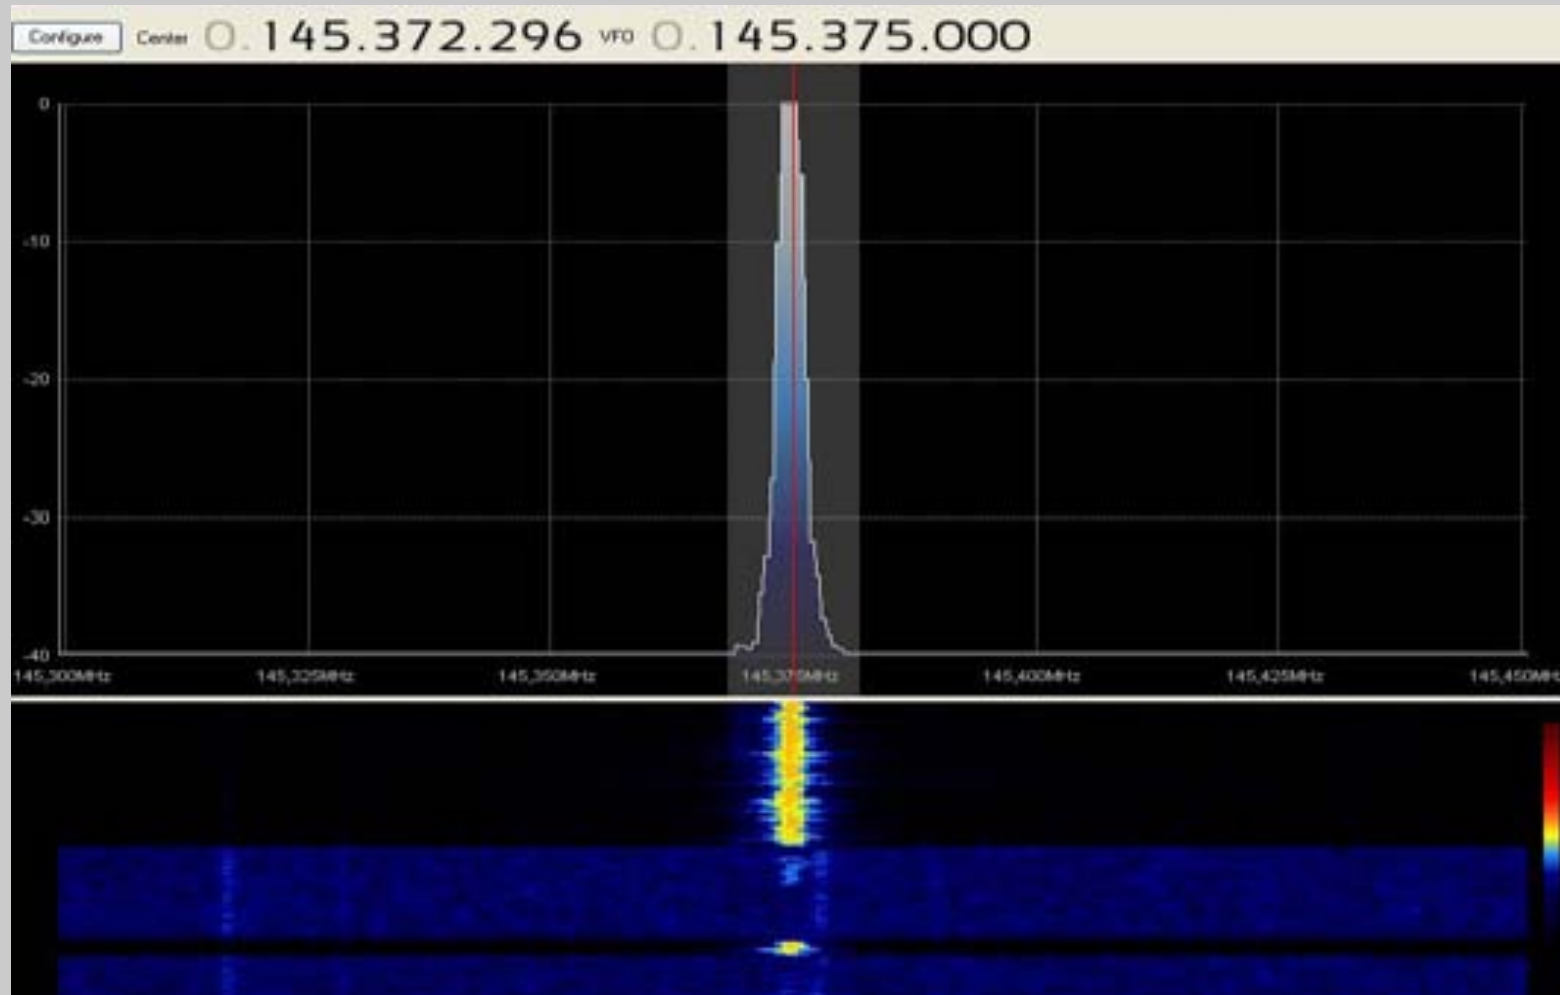 Configure Center 0.145.372.296 VFO 0.145.375.000
0
-10
-20
-30
-40
145,300MHz 145,325MHz 145,350MHz 145,375MHz 145,400MHz 145,425MHz 145,450MHz